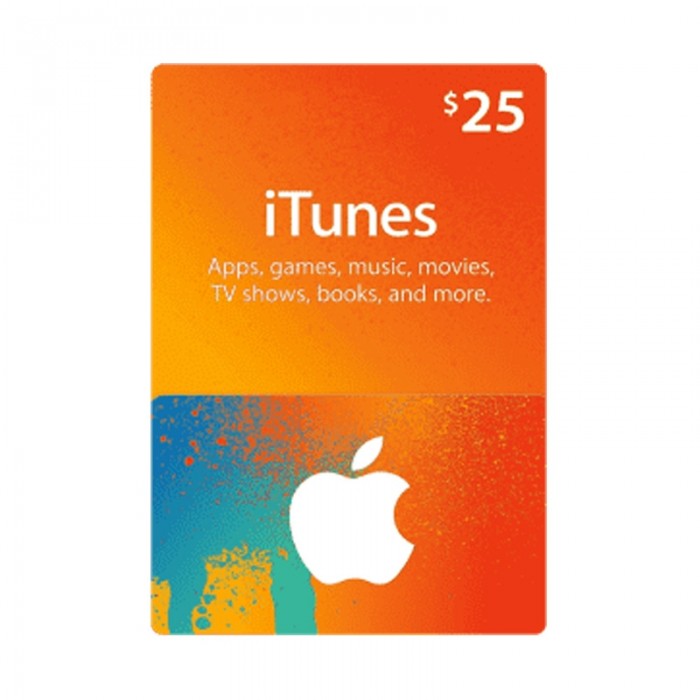 $25
iTunes
Apps, games, music, movies,
TV shows, books, and more.